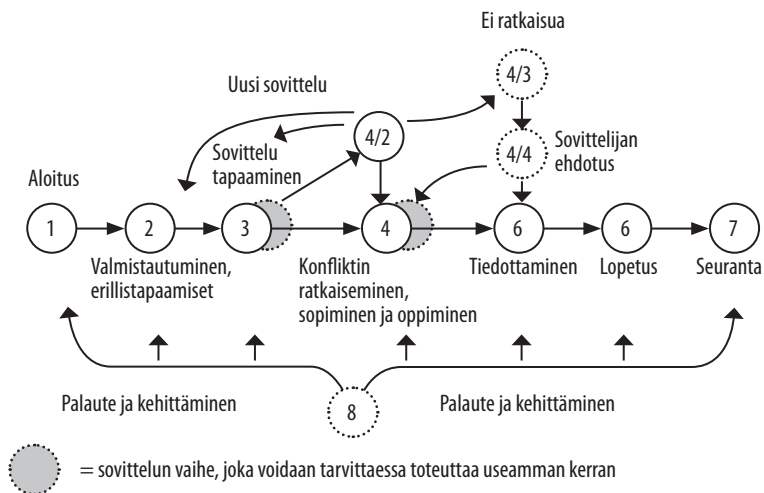 Ei ratkaisua
4/3
Uusi sovittelu
4/2
Sovittelu
tapaaminen
4/4
Sovittelijan
ehdotus
Aloitus
1
2
3
4
6
6
7
Valmistautuminen,
erillistapaamiset
Konfliktin
ratkaiseminen,
sopiminen ja oppiminen
Tiedottaminen
Lopetus
Seuranta
Palaute ja kehittäminen
8
Palaute ja kehittäminen
= sovittelun vaihe, joka voidaan tarvittaessa toteuttaa useamman kerran